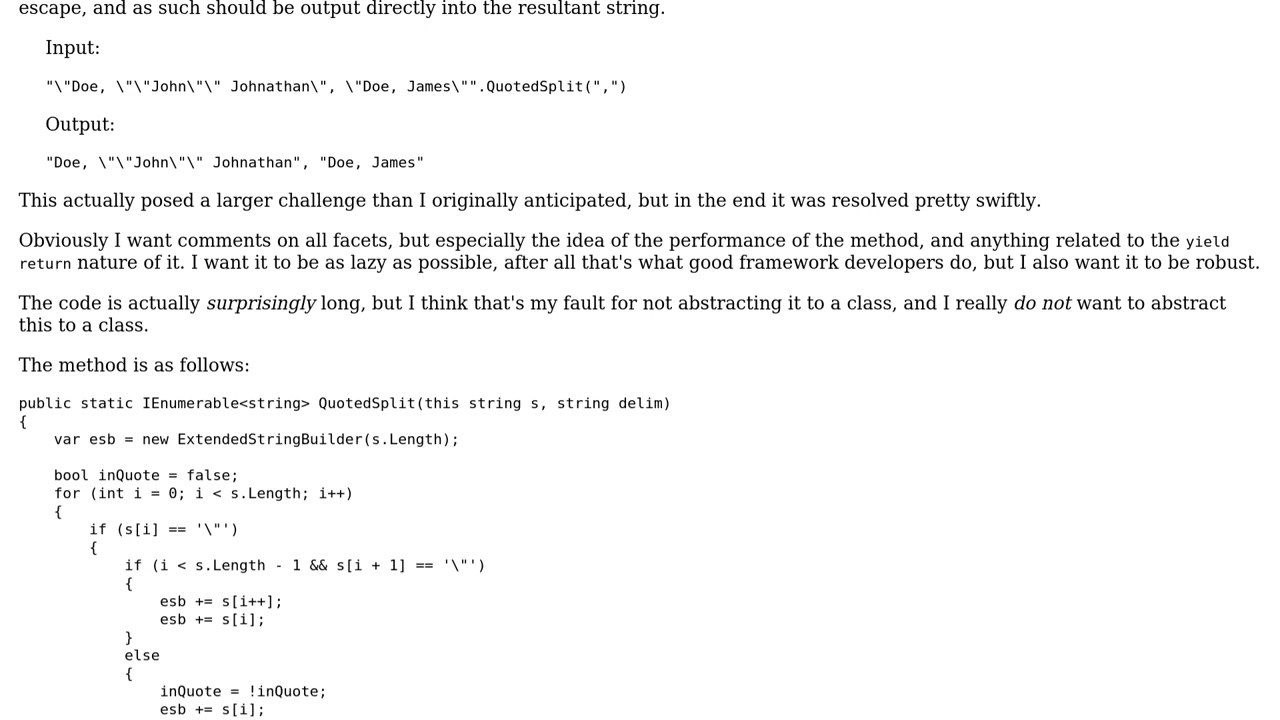 escape, and as such should be output directly into the resultant string.
Input:
"\"Doe, \"\"John\"\" Johnathan\", \"Doe, James\"".QuotedSplit(",")
Output:
"Doe, \"\"John\"\" Johnathan", "Doe, James"
This actually posed a larger challenge than I originally anticipated, but in the end it was resolved pretty swiftly.
Obviously I want comments on all facets, but especially the idea of the performance of the method, and anything related to the yield
return nature of it. I want it to be as lazy as possible, after all that's what good framework developers do, but I also want it to be robust.
The code is actually surprisingly long, but I think that's my fault for not abstracting it to a class, and I really do not want to abstract
this to a class.
The method is as follows:
public static IEnumerable<string> QuotedSplit(this string s, string delim)
{
    var esb = new ExtendedStringBuilder(s.Length);
    bool inQuote = false;
    for (int i = 0; i < s.Length; i++)
    {
        if (s[i] == '\"')
        {
            if (i < s.Length - 1 && s[i + 1] == '\"')
            {
                esb += s[i++];
                esb += s[i];
            }
            else
            {
                inQuote = !inQuote;
                esb += s[i];